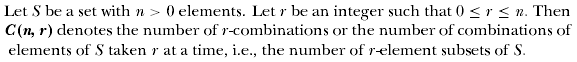 Let S be a set with n > 0 elements. Let r be an integer such that 0 ≤ r ≤ n. Then
C(n, r) denotes the number of r-combinations or the number of combinations of
elements of S taken r at a time, i.e., the number of r-element subsets of S.